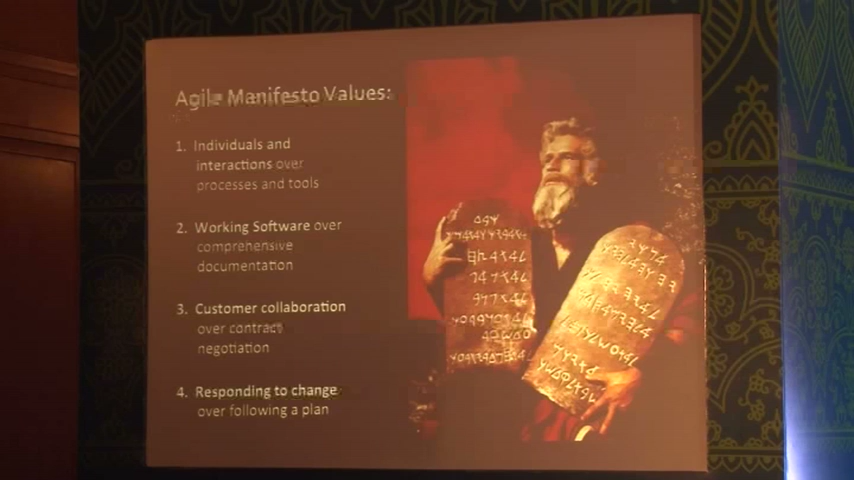 Agile Manifesto Values:
1. Individuals and
interactions over
processes and tools
2. Working Software over
comprehensive
documentation
3. Customer collaboration
over contract
negotiation
4. Responding to change
over following a plan